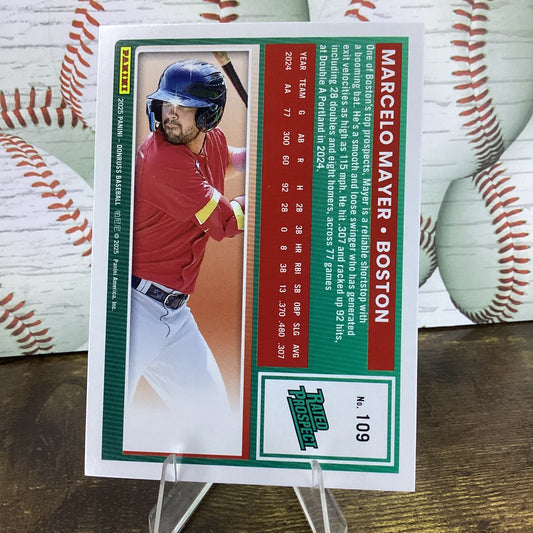 MARCELO MAYER • BOSTON
One of Boston's top prospects, Mayer is a reliable shortstop with
a booming bat. He's a smooth and loose swinger who has generated
exit velocities as high as 115 mph. He hit .307 and racked up 92 hits,
including 28 doubles and eight homers, across 77 games
at Double A Portland in 2024.
YEAR TEAM G AB R H 2B 3B HR RBI SB OBP SLG AVG
2024 AA 77 300 60 92 28 0 8 38 13 .370 .480 .307
No. 109
RATED
PROSPECT
PANINI
2025 PANINI - DONRUSS BASEBALL © 2025 Panini America, Inc.